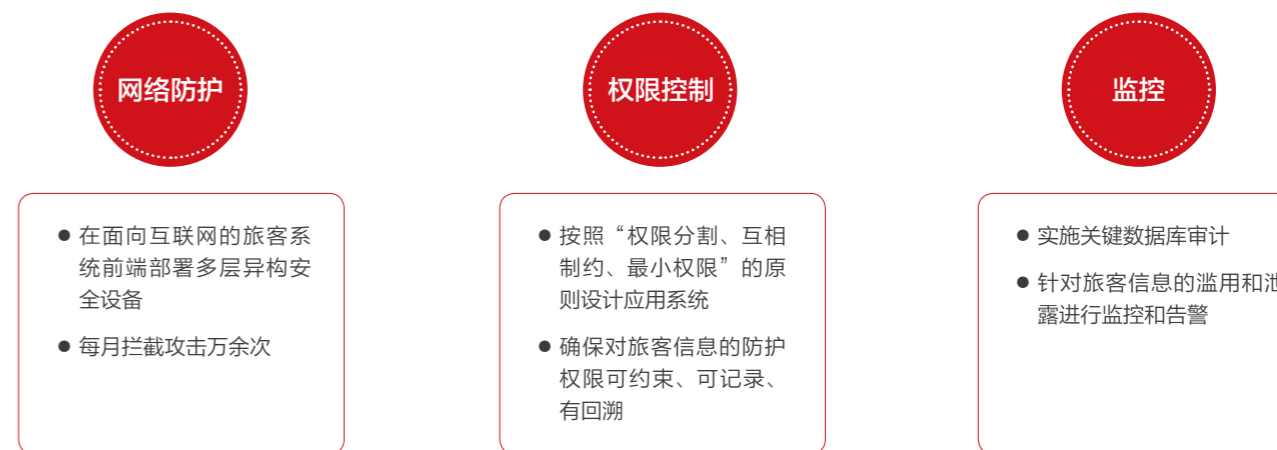 网络防护
● 在面向互联网的旅客系
统前端部署多层异构安
全设备
● 每月拦截攻击万余次
权限控制
● 按照“权限分割、互相
制约、最小权限”的原
则设计应用系统
● 确保对旅客信息的防护
权限可约束、可记录、
有回溯
监控
● 实施关键数据库审计
● 针对旅客信息的滥用和泄
露进行监控和告警